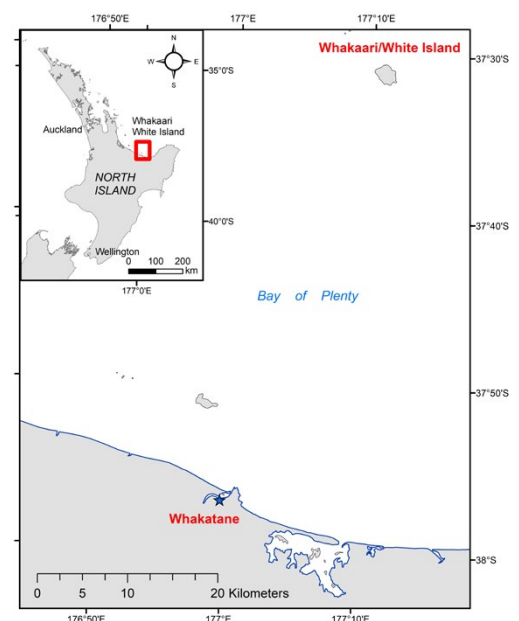 176°50'E
177°E
177°10'E
N
W
E
S
35°S
Auckland
Whakaari
White Island
NORTH
ISLAND
40°0'S
Wellington
0 100 200
km
177°0'E
Whakaari/White Island
37°30'S
37°40'S
Bay of Plenty
37°50'S
Whakatane
38°S
0 5 10 20 Kilometers
176°50'E
177°E
177°10'E